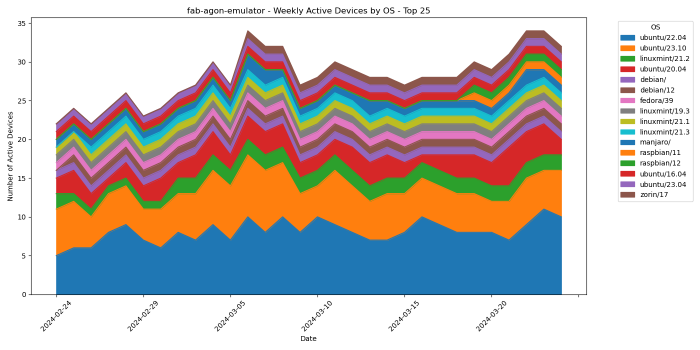 fab-agon-emulator - Weekly Active Devices by OS - Top 25
Number of Active Devices
35
30
25
20
15
10
5
0
2024-02-24
2024-02-29
2024-03-05
2024-03-10
2024-03-15
2024-03-20
Date
OS
ubuntu/22.04
ubuntu/23.10
linuxmint/21.2
ubuntu/20.04
debian/
debian/12
fedora/39
linuxmint/19.3
linuxmint/21.1
linuxmint/21.3
manjaro/
raspbian/11
raspbian/12
ubuntu/16.04
ubuntu/23.04
zorin/17